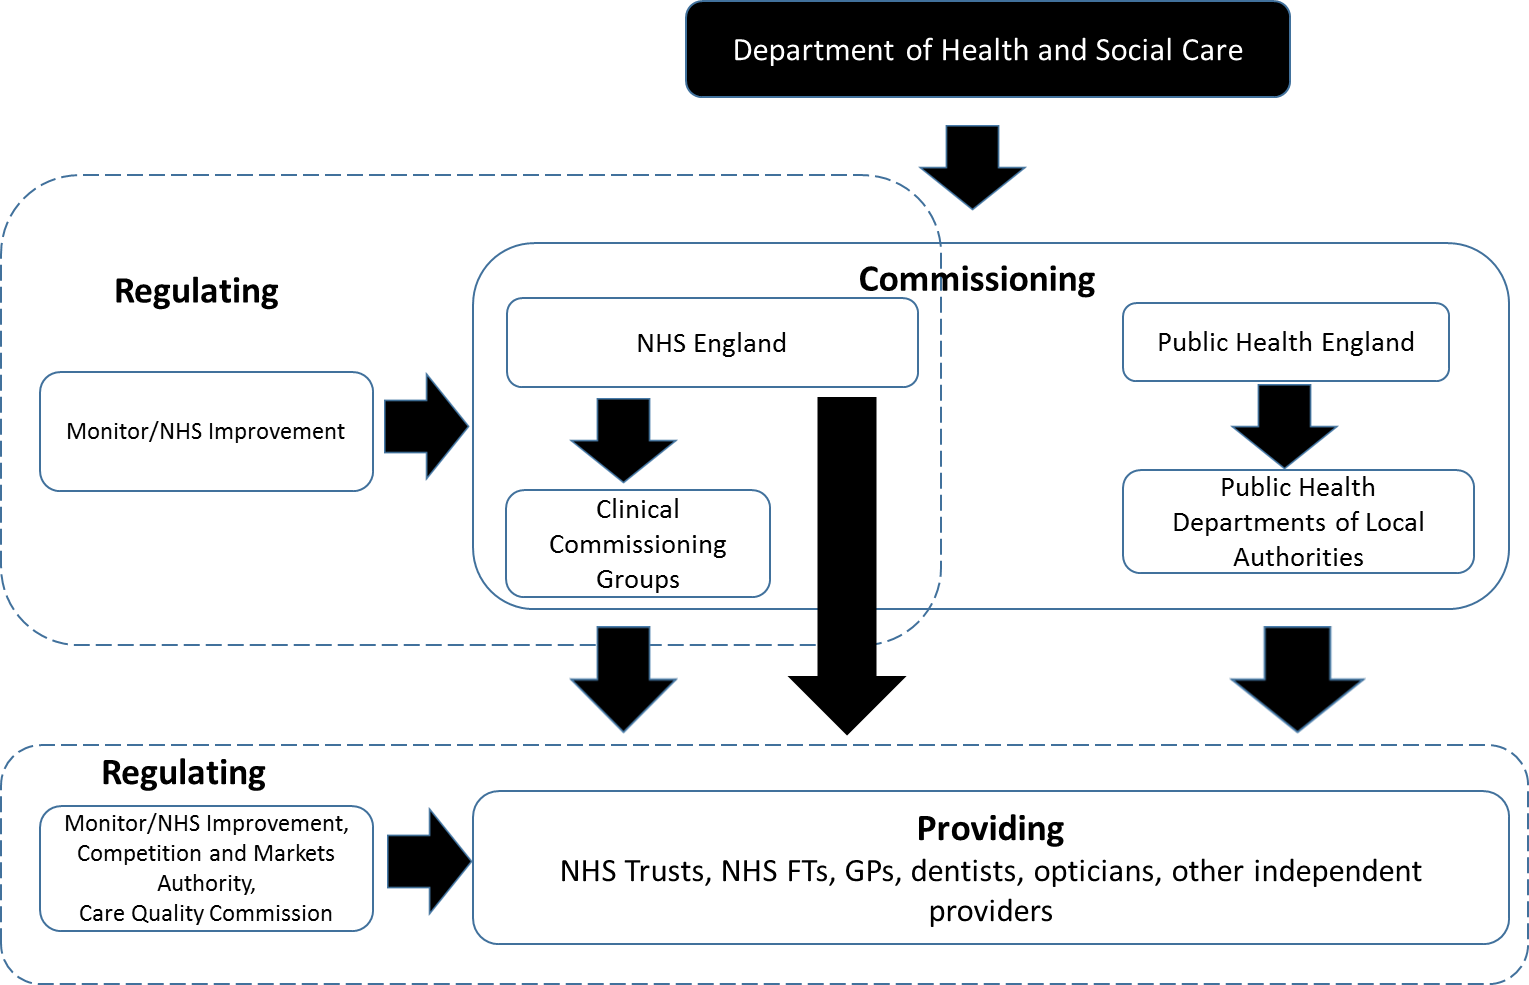 Department of Health and Social Care
Regulating
Commissioning
NHS England
Public Health England
Monitor/NHS Improvement
Clinical
Commissioning
Groups
Public Health
Departments of Local
Authorities
Regulating
Monitor/NHS Improvement,
Competition and Markets
Authority,
Care Quality Commission
Providing
NHS Trusts, NHS FTs, GPs, dentists, opticians, other independent
providers